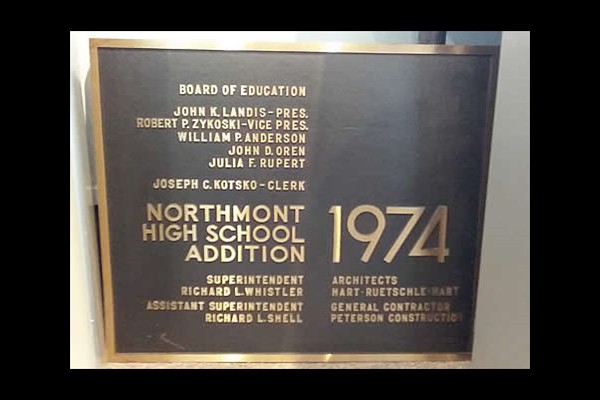 BOARD OF EDUCATION
JOHN K. LANDIS - PRES.
ROBERT P. ZYKOSKI - VICE PRES.
WILLIAM P. ANDERSON
JOHN D. OREN
JULIA F. RUPERT
JOSEPH C. KOTSKO - CLERK
NORTHMONT
HIGH SCHOOL
ADDITION
1974
SUPERINTENDENT
RICHARD L. WHISTLER
ASSISTANT SUPERINTENDENT
RICHARD L. SHELL
ARCHITECTS
HART · RUETSCHLE · HART
GENERAL CONTRACTOR
PETERSON CONSTRUCTION